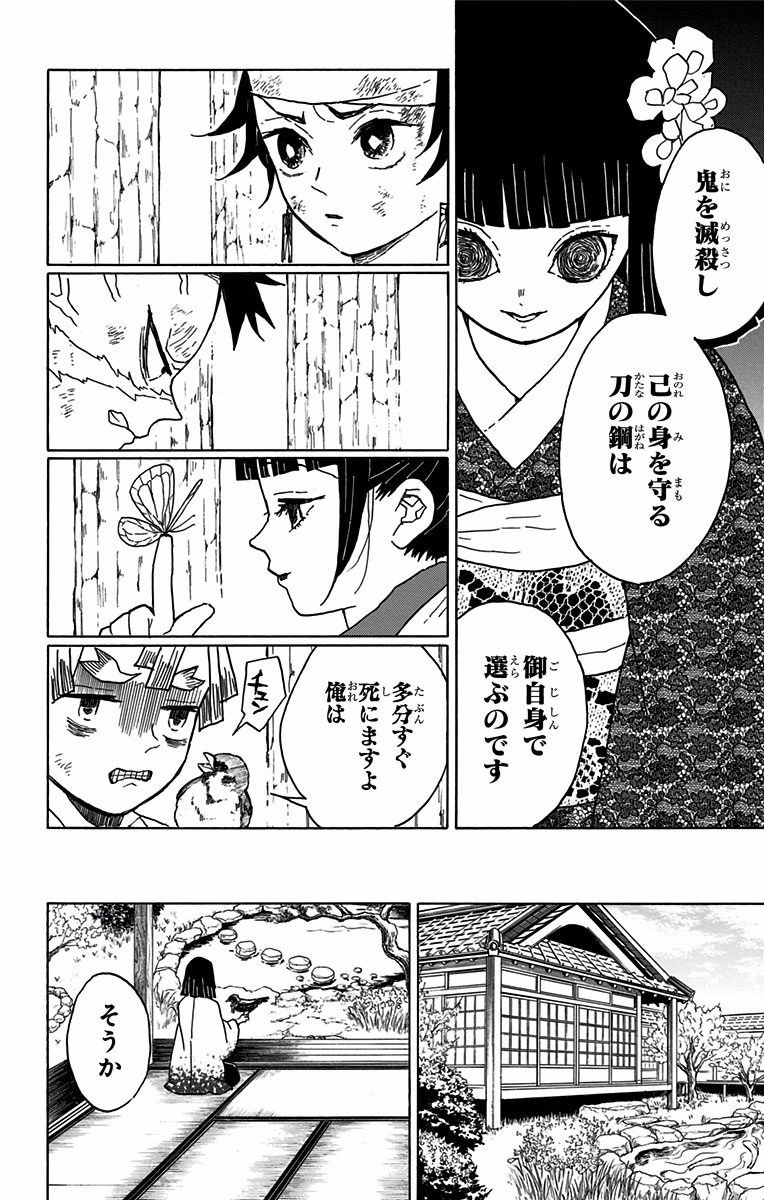 鬼を滅殺し
己の身を守る
刀の鋼は
御自身で
選ぶのです
多分すぐ
死にますよ
俺は
チュン
そうか